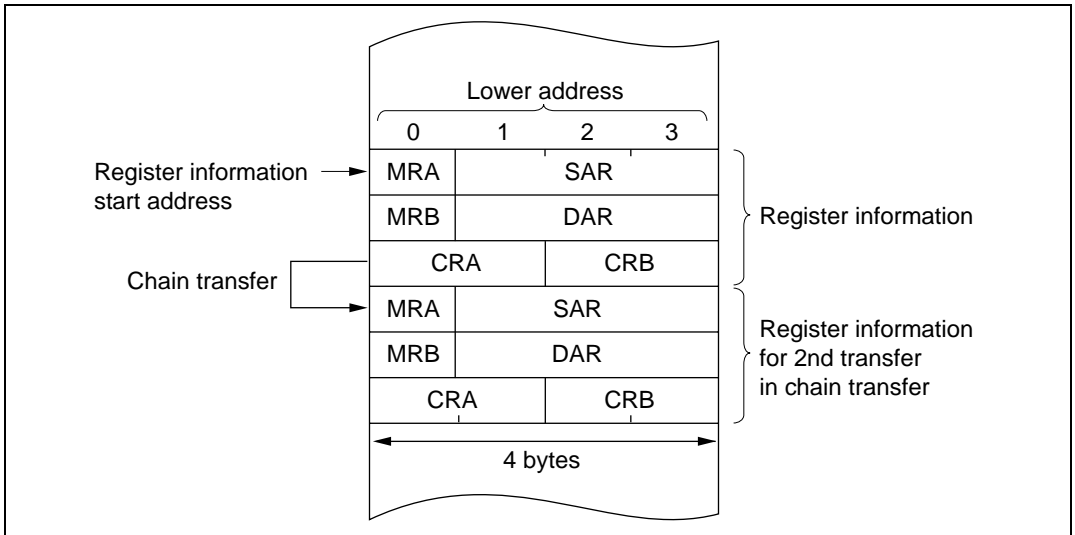 Lower address
0 1 2 3
Register information
start address
MRA SAR
MRB DAR
Register information
CRA CRB
Chain transfer
MRA SAR
MRB DAR
CRA CRB
Register information
for 2nd transfer
in chain transfer
4 bytes